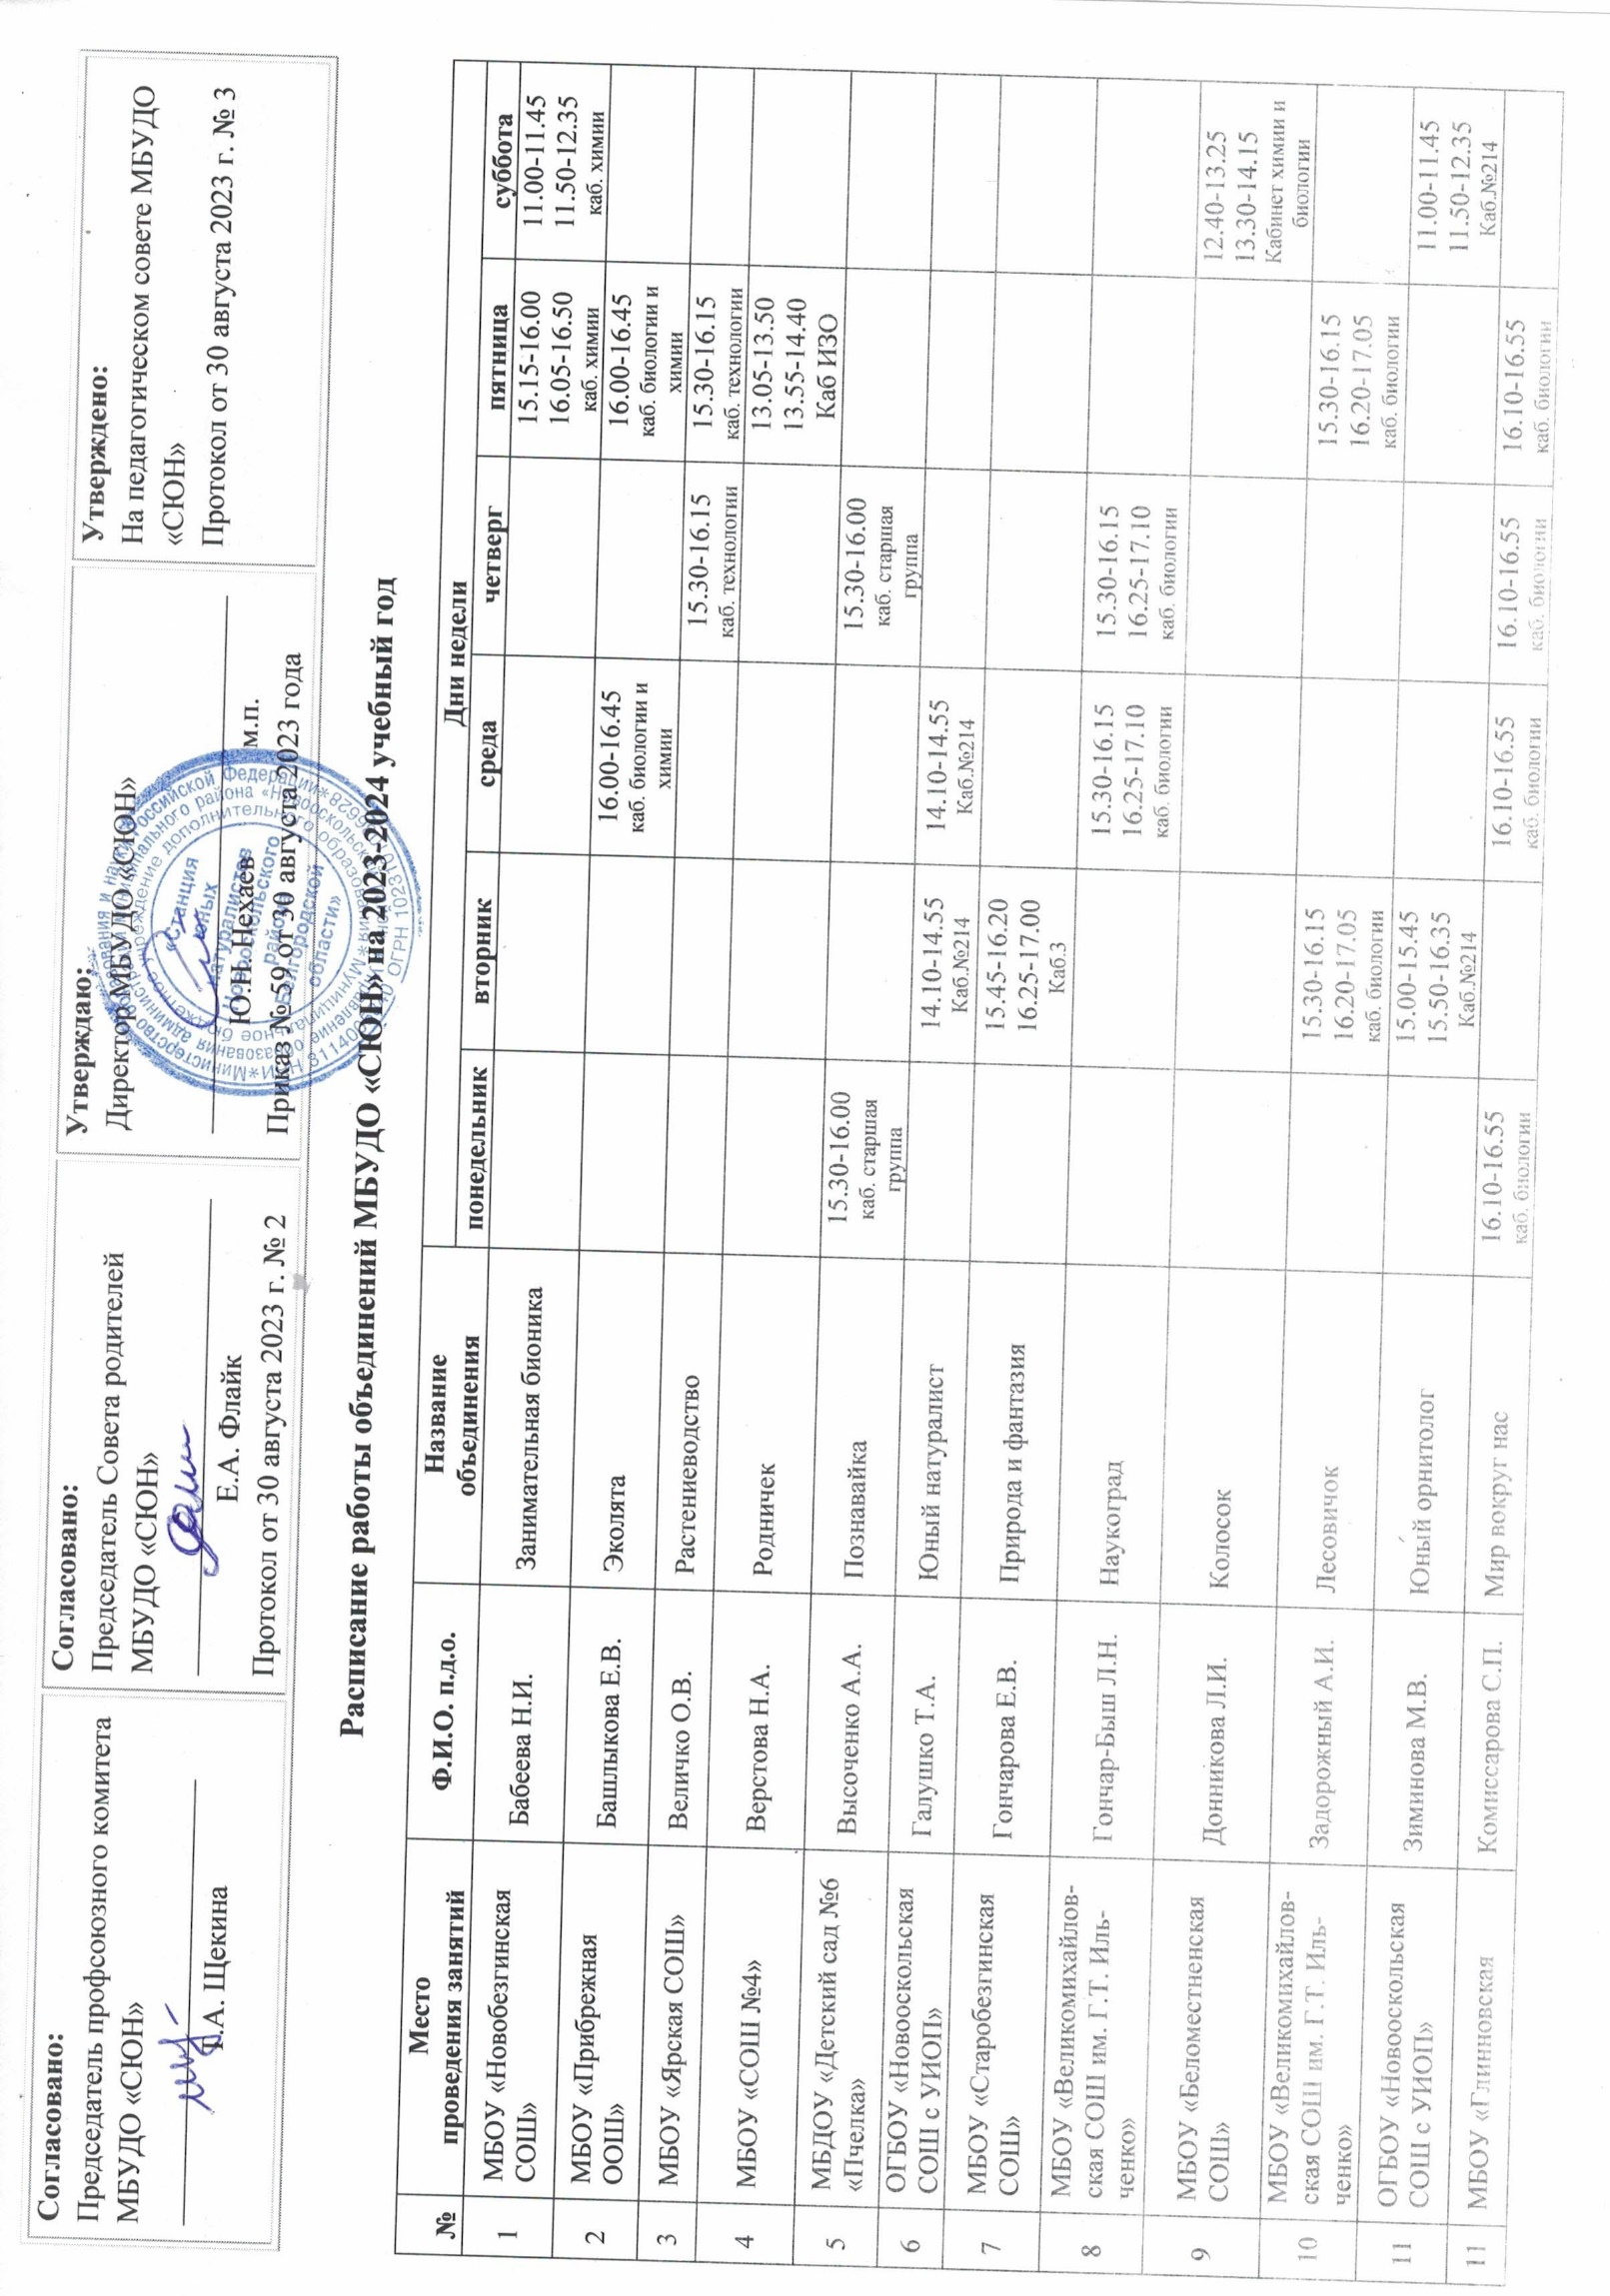 Согласовано:
Председатель профсоюзного комитета
МБУДО «СЮН»
Т.А. Щекина
Согласовано:
Председатель Совета родителей
МБУДО «СЮН»
Е.А. Флайк
Протокол от 30 августа 2023 г. № 2
Утверждаю:
Директор МБУДО «СЮН»
Ю.Н. Нехаев
м.п.
Приказ № 59 от 30 августа 2023 года
«Станция
юных
натуралистов
Новооскольского
района
Белгородской
области»
Утверждено:
На педагогическом совете МБУДО
«СЮН»
Протокол от 30 августа 2023 г. № 3
Расписание работы объединений МБУДО «СЮН» на 2023-2024 учебный год
№
Место
проведения занятий
Ф.И.О. п.д.о.
Название
объединения
Дни недели
понедельник
вторник
среда
четверг
пятница
суббота
1
МБОУ «Новобезгинская
СОШ»
Бабеева Н.И.
Занимательная бионика
15.15-16.00
16.05-16.50
каб. химии
11.00-11.45
11.50-12.35
каб. химии
2
МБОУ «Прибрежная
ООШ»
Башлыкова Е.В.
Эколята
16.00-16.45
каб. биологии и
химии
16.00-16.45
каб. биологии и
химии
3
МБОУ «Ярская СОШ»
Величко О.В.
Растениеводство
15.30-16.15
каб. технологии
15.30-16.15
каб. технологии
4
МБОУ «СОШ №4»
Верстова Н.А.
Родничек
13.05-13.50
13.55-14.40
Каб ИЗО
5
МБДОУ «Детский сад №6
«Пчелка»
Высоченко А.А.
Познавайка
15.30-16.00
каб. старшая
группа
15.30-16.00
каб. старшая
группа
6
ОГБОУ «Новооскольская
СОШ с УИОП»
Галушко Т.А.
Юный натуралист
14.10-14.55
Каб.№214
14.10-14.55
Каб.№214
7
МБОУ «Старобезгинская
СОШ»
Гончарова Е.В.
Природа и фантазия
15.45-16.20
16.25-17.00
Каб.3
8
МБОУ «Великомихайлов-
ская СОШ им. Г.Т. Иль-
ченко»
Гончар-Быш Л.Н.
Наукоград
15.30-16.15
16.25-17.10
каб. биологии
15.30-16.15
16.25-17.10
каб. биологии
9
МБОУ «Беломестненская
СОШ»
Донникова Л.И.
Колосок
12.40-13.25
13.30-14.15
Кабинет химии и
биологии
10
МБОУ «Великомихайлов-
ская СОШ им. Г.Т. Иль-
ченко»
Задорожный А.И.
Лесовичок
15.30-16.15
16.20-17.05
каб. биологии
15.30-16.15
16.20-17.05
каб. биологии
11
ОГБОУ «Новооскольская
СОШ с УИОП»
Зиминова М.В.
Юный орнитолог
15.00-15.45
15.50-16.35
Каб.№214
11.00-11.45
11.50-12.35
Каб.№214
11
МБОУ «Глинновская
Комиссарова С.П.
Мир вокруг нас
16.10-16.55
каб. биологии
16.10-16.55
каб. биологии
16.10-16.55
каб. биологии
16.10-16.55
каб. биологии